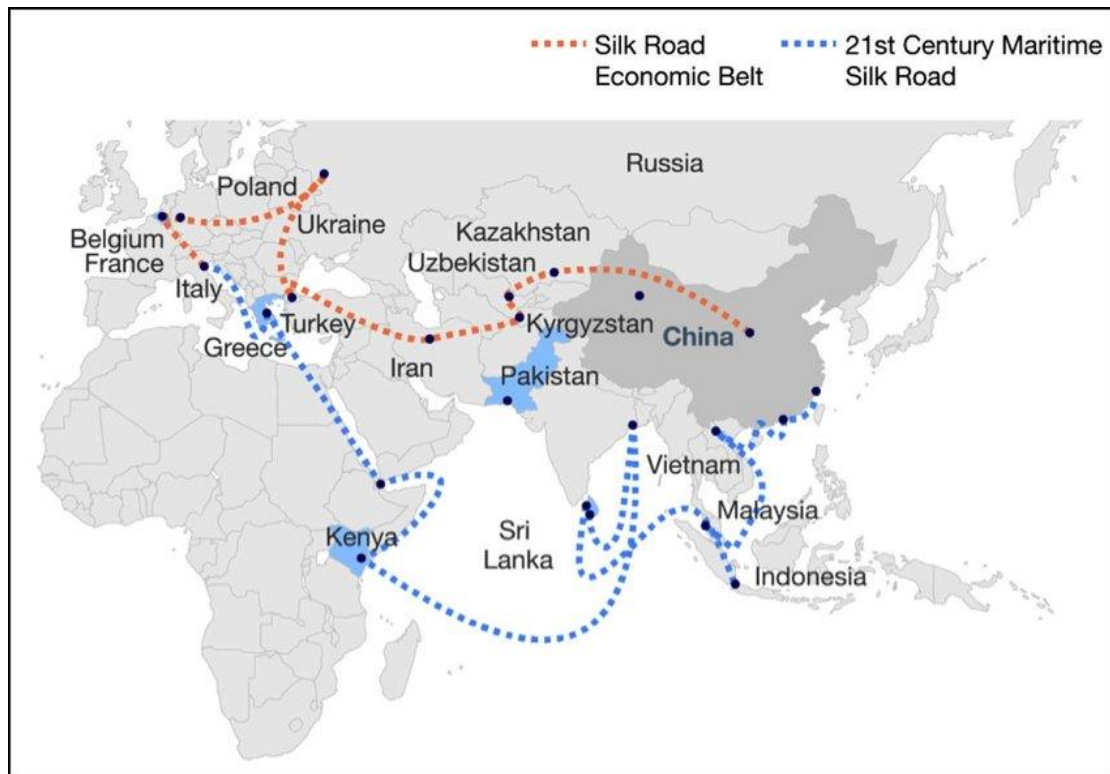 Silk Road
Economic Belt
21st Century Maritime
Silk Road
Russia
Poland
Ukraine
Kazakhstan
Uzbekistan
Belgium
France
Italy
Turkey
Kyrgyzstan
China
Greece
Iran
Pakistan
Vietnam
Malaysia
Kenya
Sri
Lanka
Indonesia